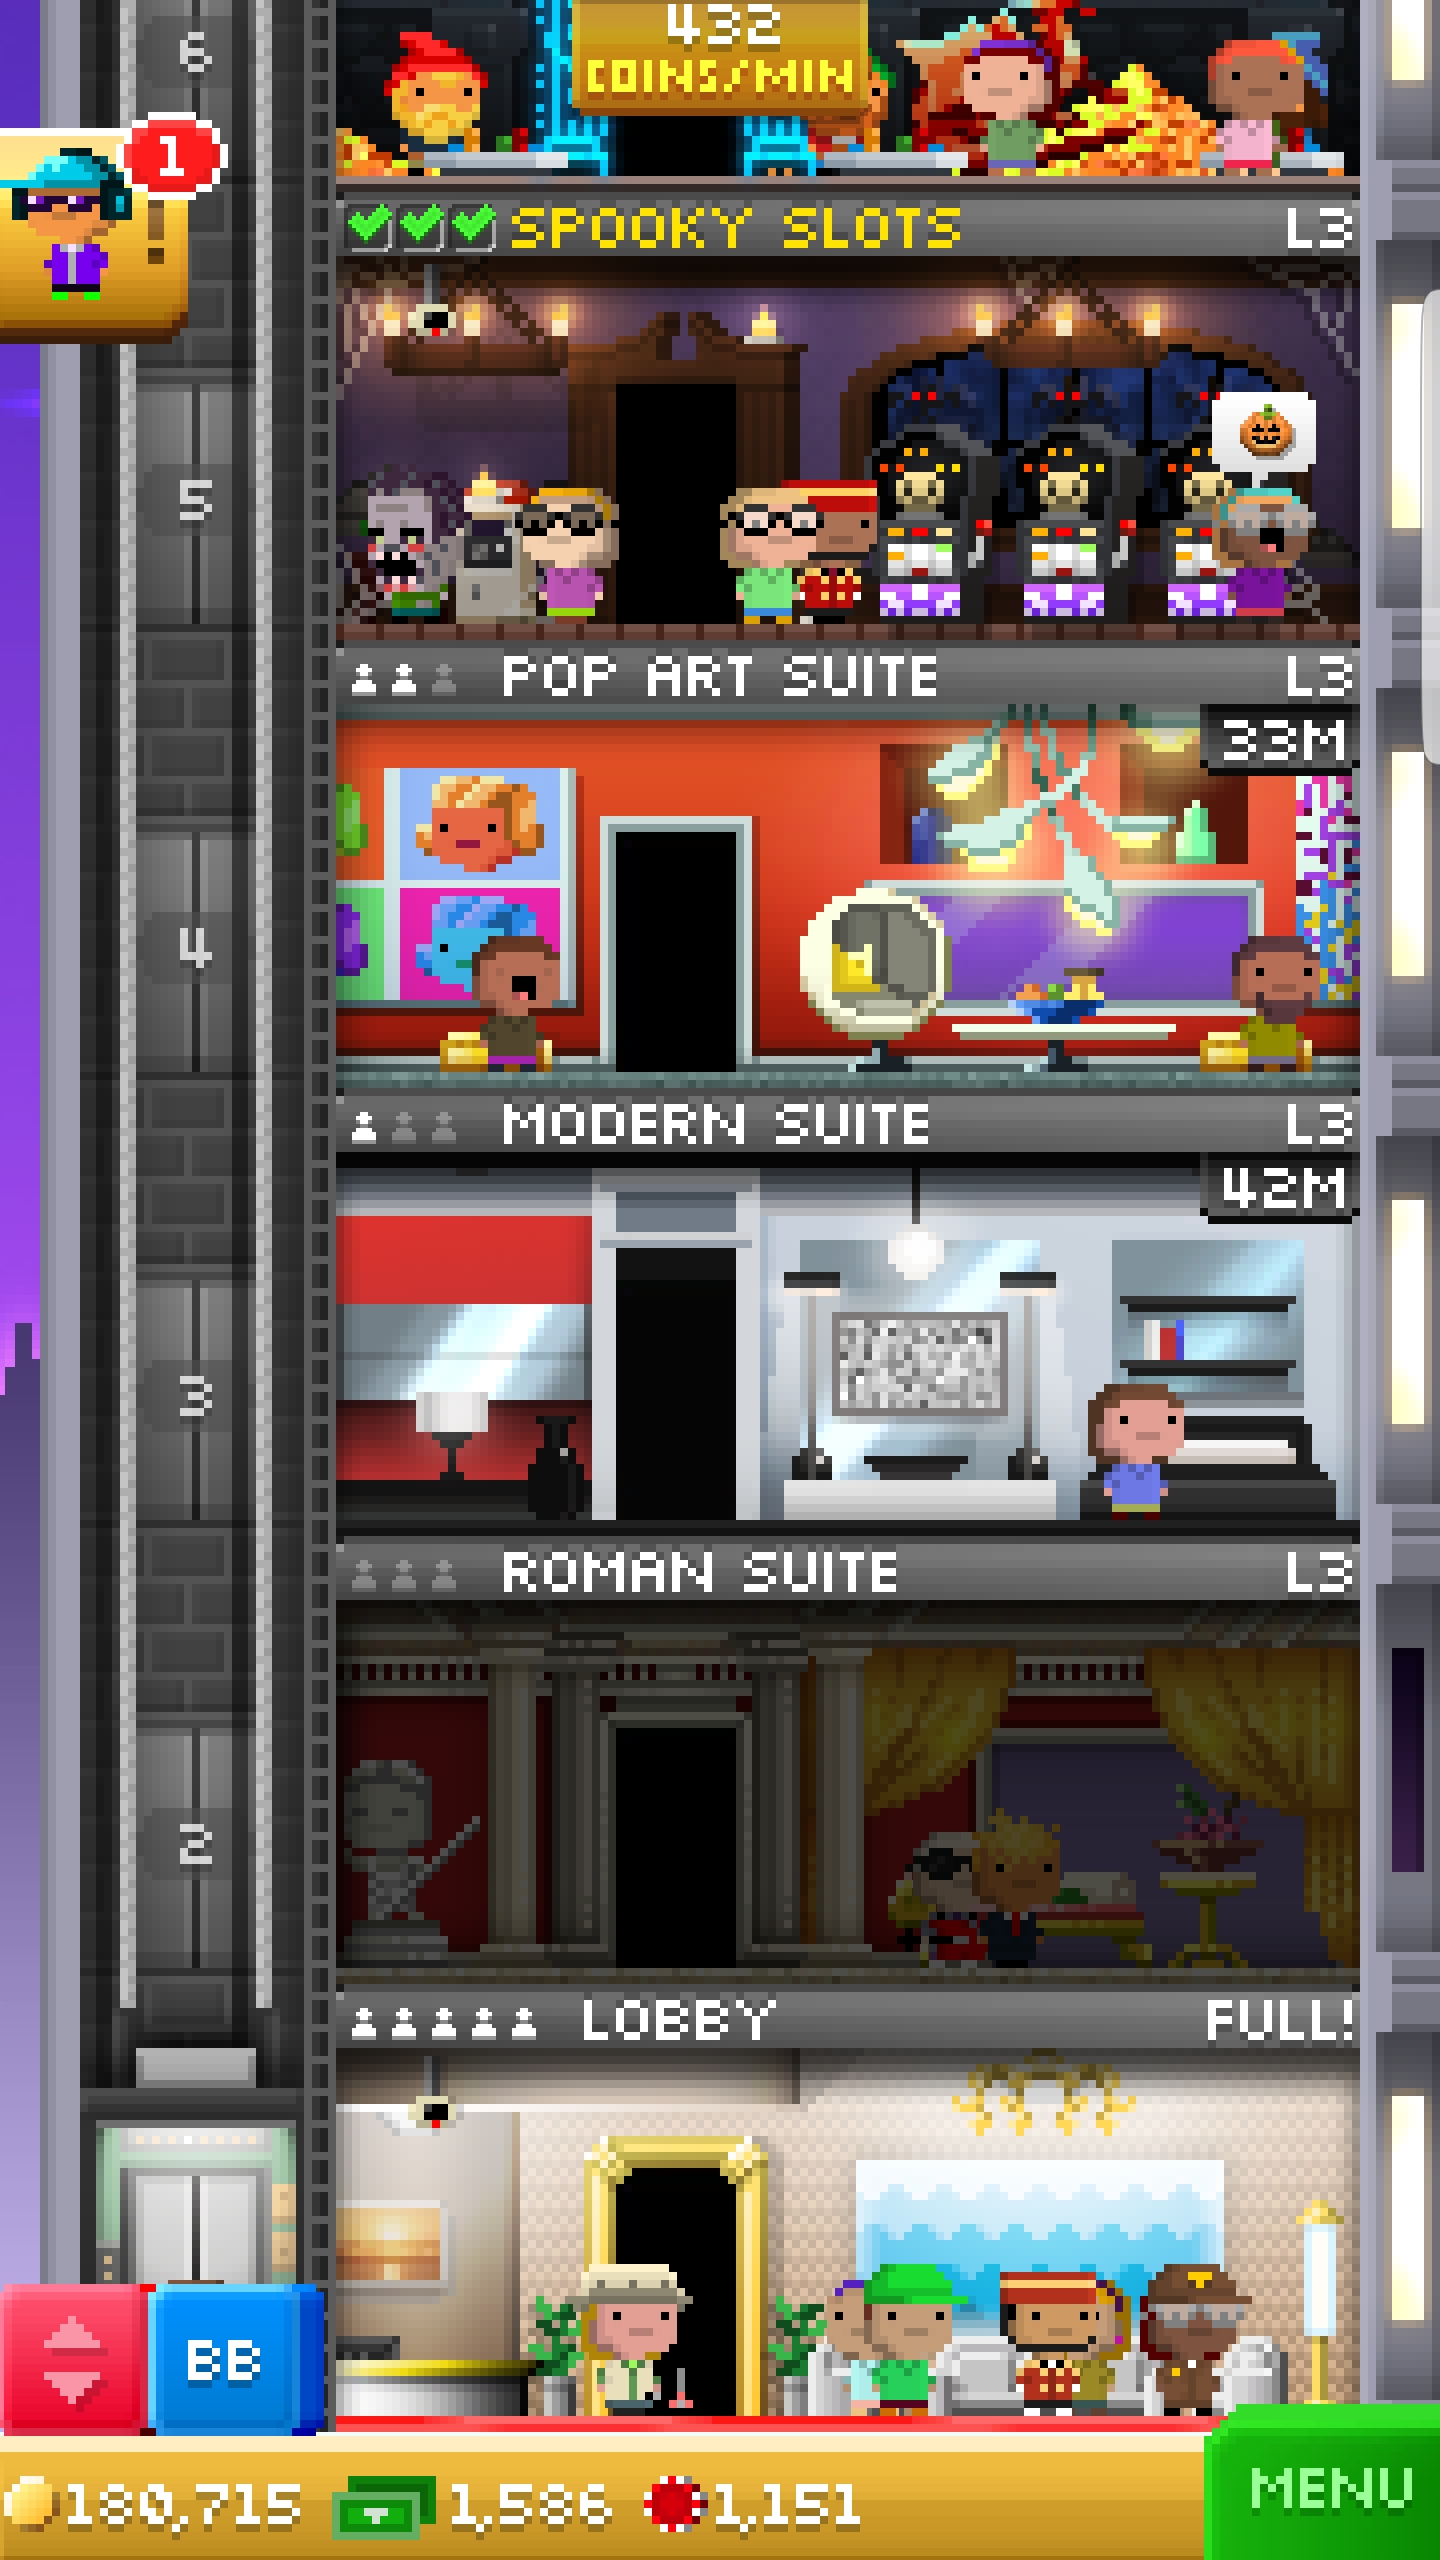 432
COINS/MIN
6
1
!
SPOOKY SLOTS L3
5
POP ART SUITE L3
33M
4
MODERN SUITE L3
42M
3
ROMAN SUITE L3
2
LOBBY FULL!
BB
180,715 1,586 1,151
MENU